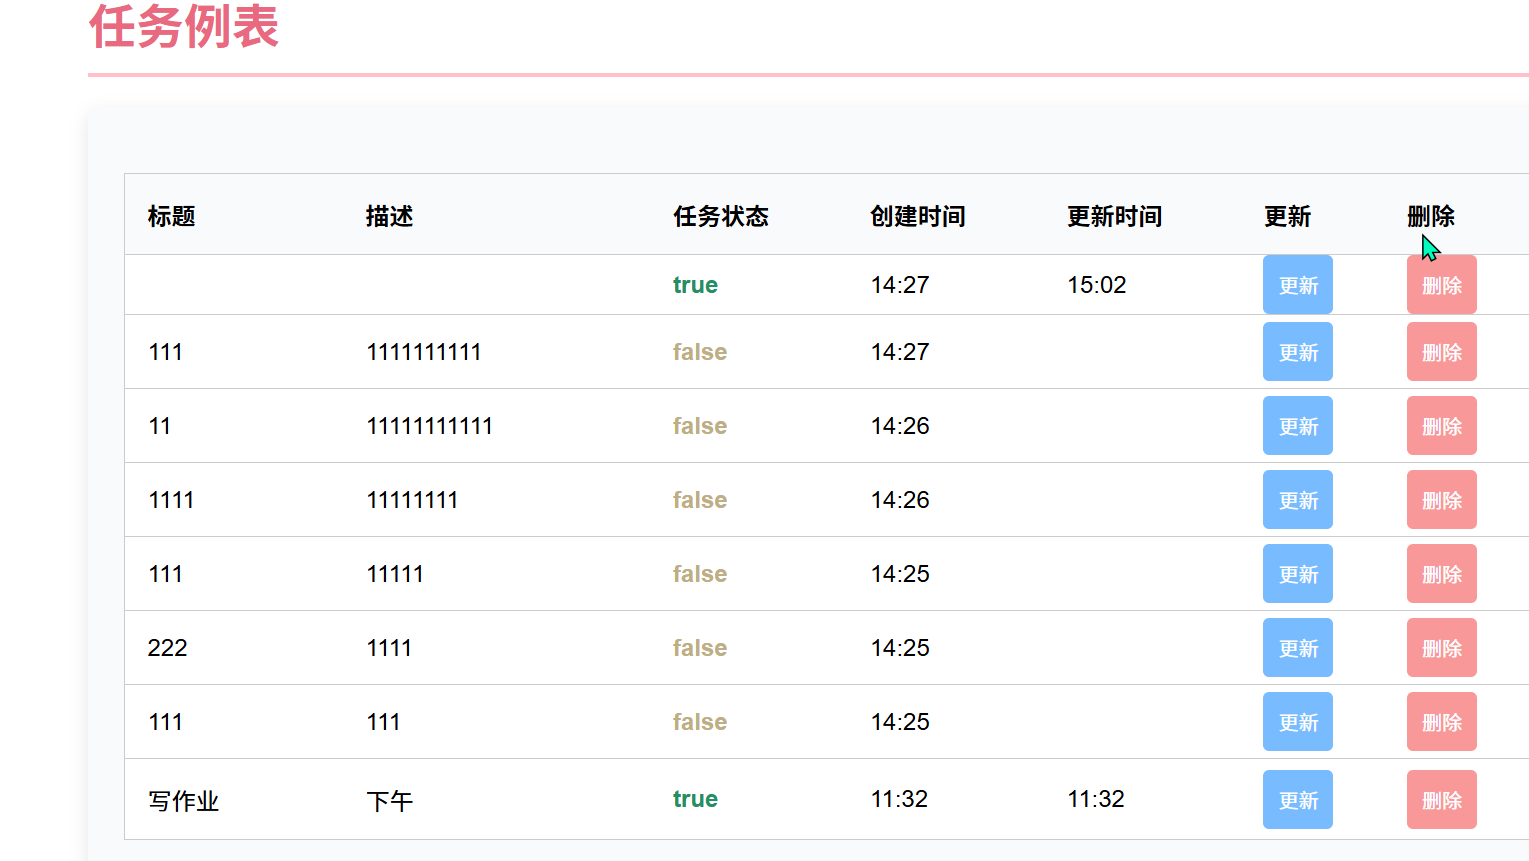 任务例表
标题 描述 任务状态 创建时间 更新时间 更新 删除
true 14:27 15:02 更新 删除
111 1111111111 false 14:27 更新 删除
11 11111111111 false 14:26 更新 删除
1111 11111111 false 14:26 更新 删除
111 11111 false 14:25 更新 删除
222 1111 false 14:25 更新 删除
111 111 false 14:25 更新 删除
写作业 下午 true 11:32 11:32 更新 删除